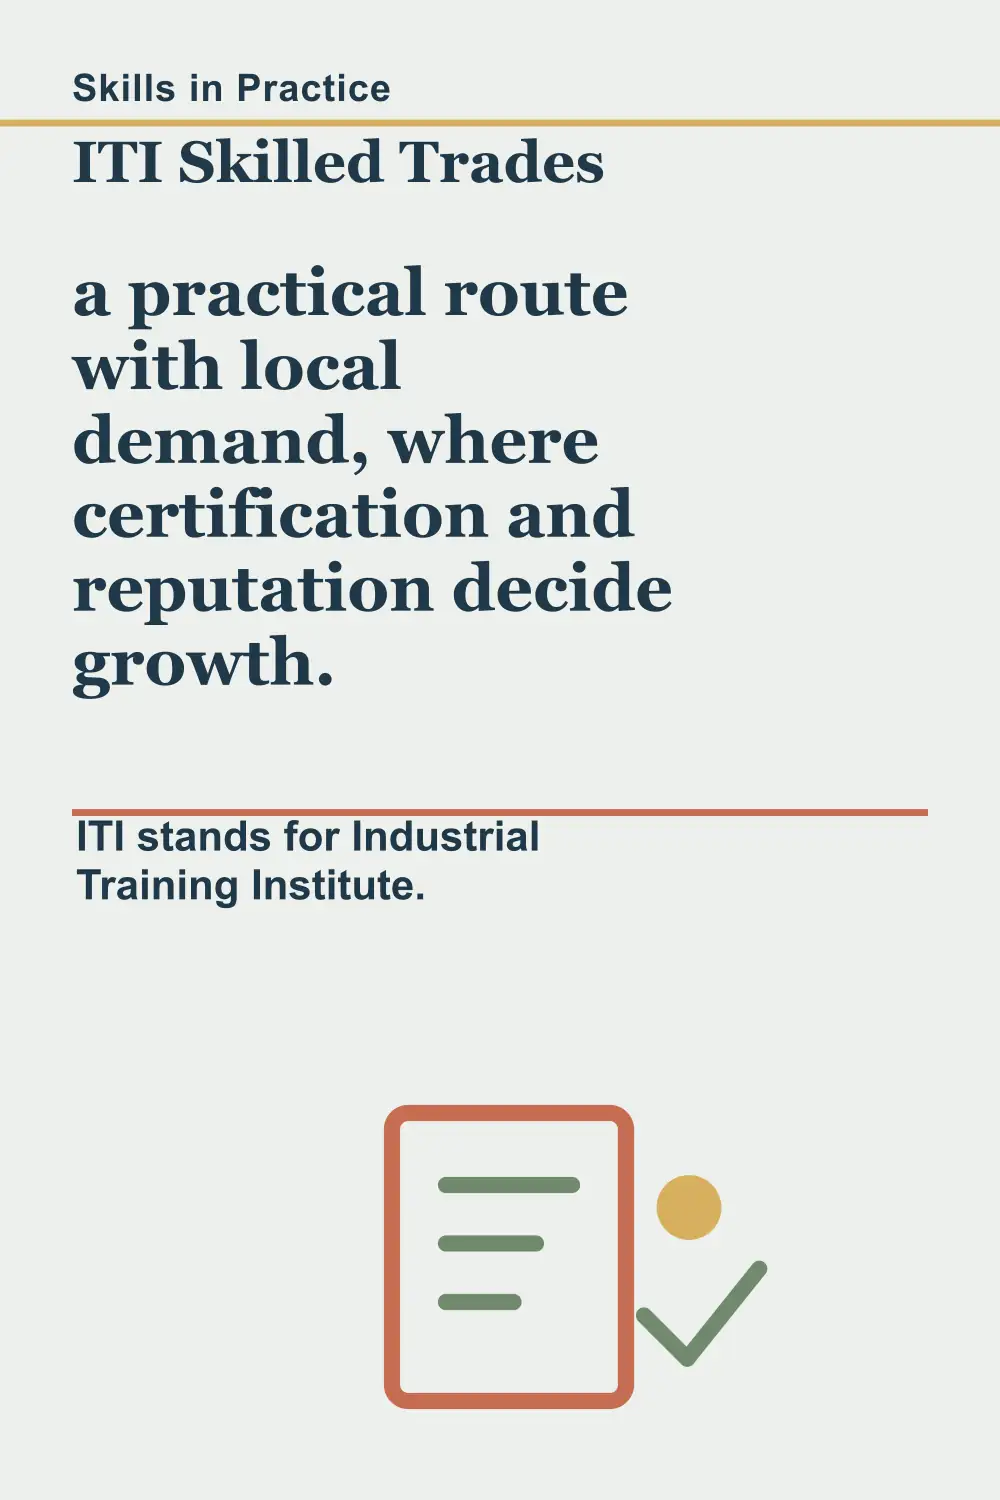 Skills in Practice
ITI Skilled Trades
a practical route
with local
demand, where
certification and
reputation decide
growth.
ITI stands for Industrial
Training Institute.